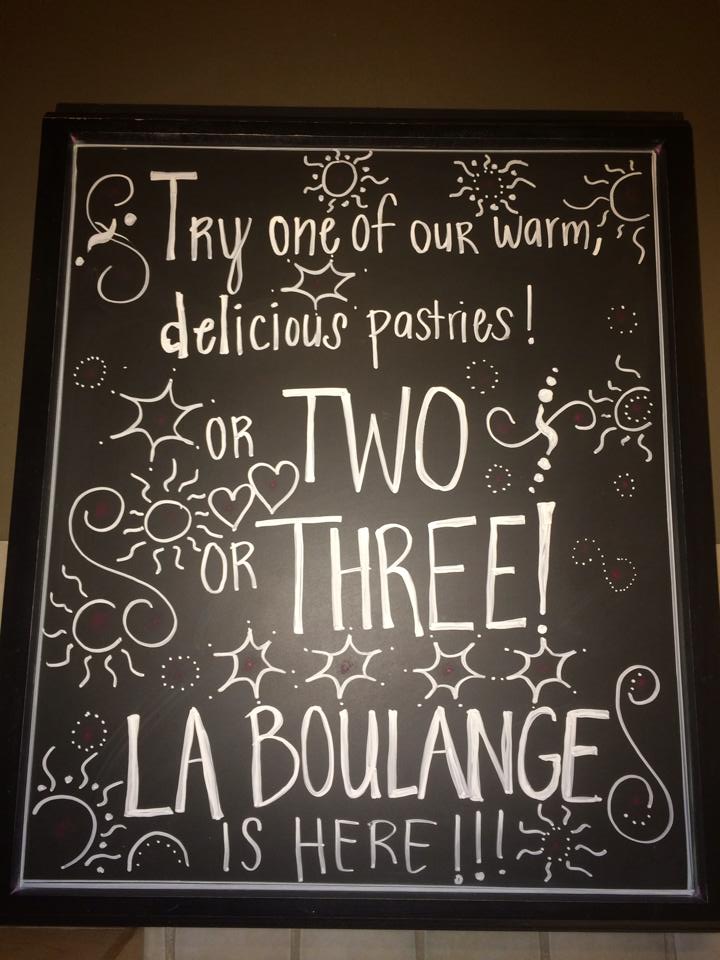 Try one of our warm,
delicious pastries!
OR TWO
OR THREE!
LA BOULANGE
IS HERE!!!